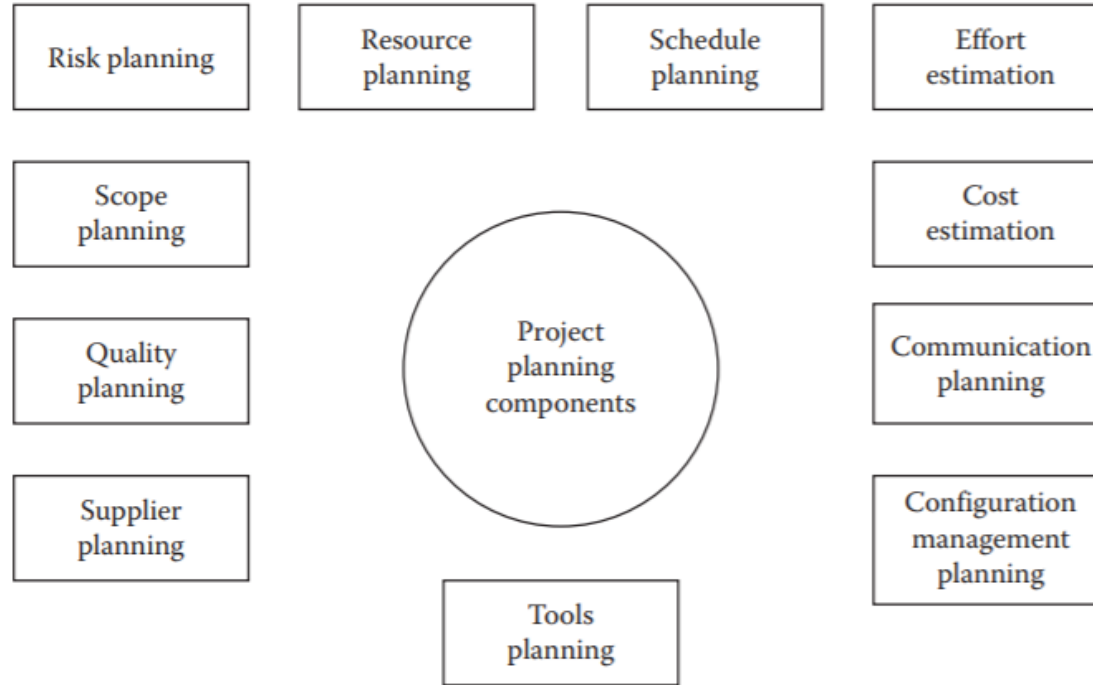 Risk planning
Resource
planning
Schedule
planning
Effort
estimation
Scope
planning
Cost
estimation
Project
planning
components
Quality
planning
Communication
planning
Supplier
planning
Configuration
management
planning
Tools
planning